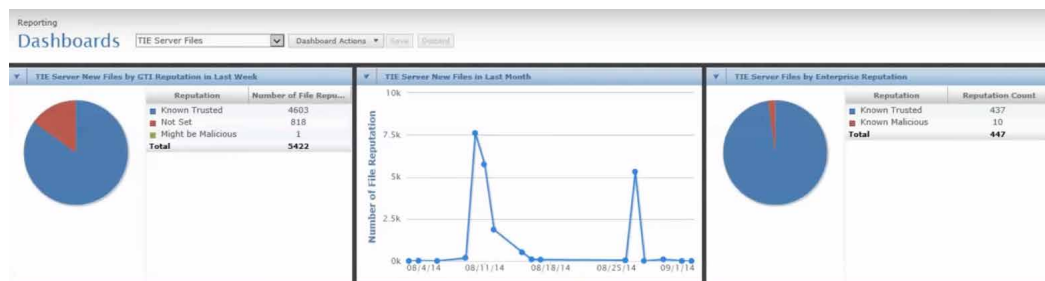 Reporting
Dashboards
TIE Server Files
Dashboard Actions
Save
Discard
TIE Server New Files by GTI Reputation in Last Week
Reputation Number of File Repu...
Known Trusted 4603
Not Set 818
Might be Malicious 1
Total 5422
TIE Server New Files in Last Month
Number of File Reputation
10k
7.5k
5k
2.5k
0k
08/4/14 08/11/14 08/18/14 08/25/14 09/1/14
TIE Server Files by Enterprise Reputation
Reputation Reputation Count
Known Trusted 437
Known Malicious 10
Total 447